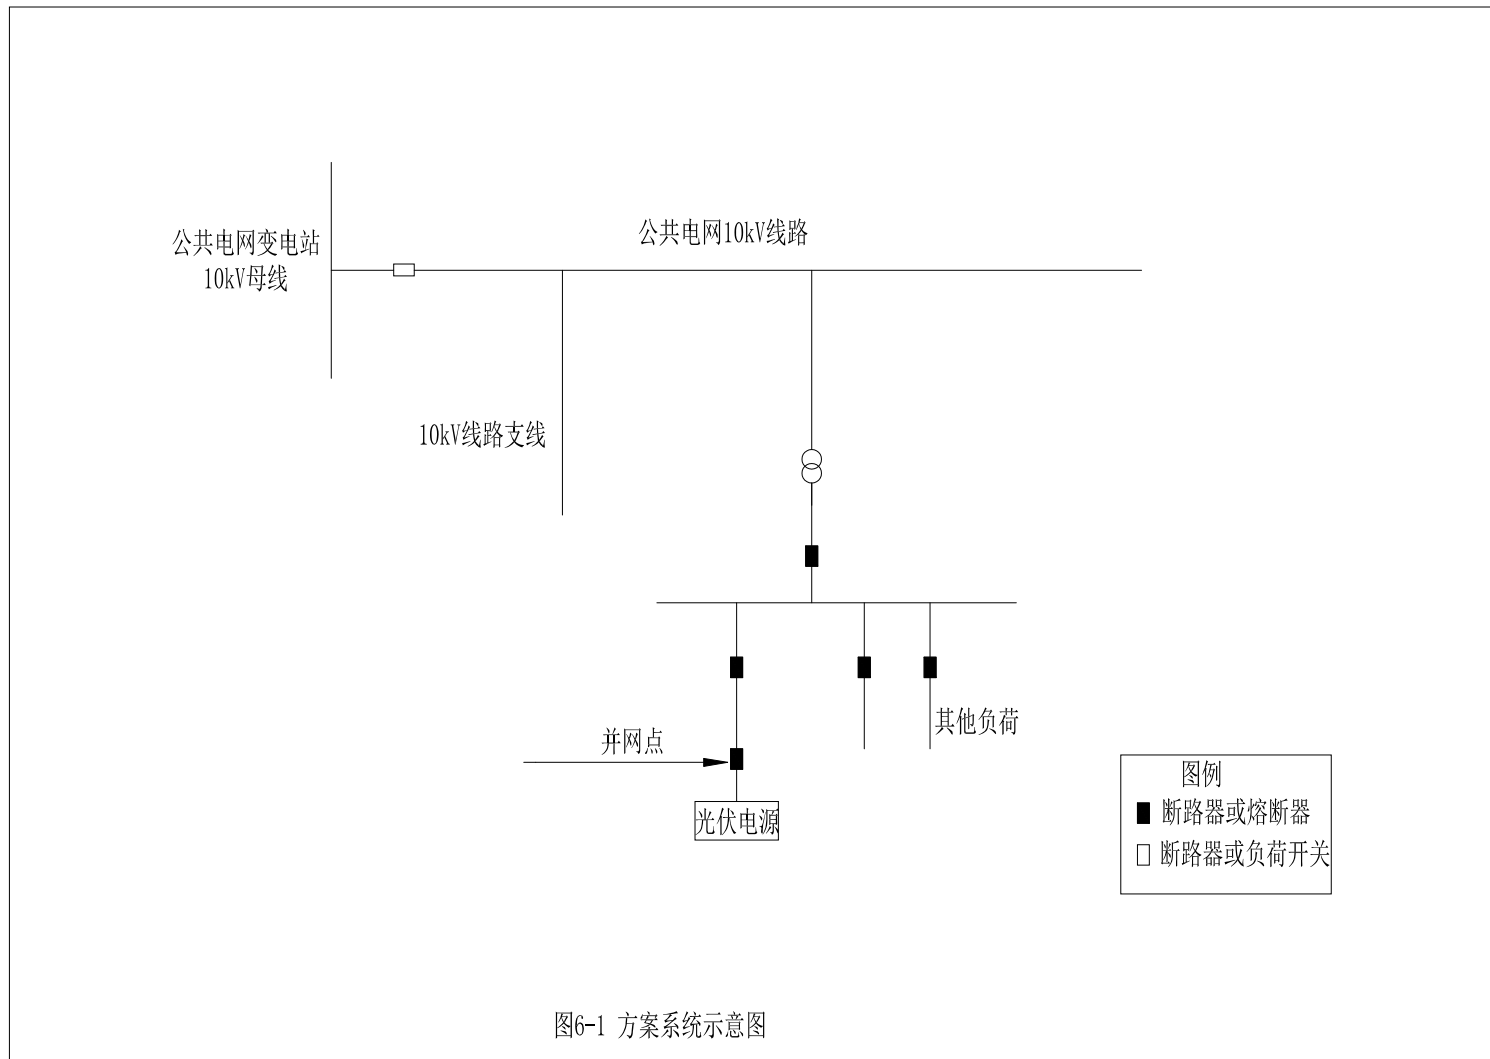 公共电网变电站
10kV母线
公共电网10kV线路
10kV线路支线
其他负荷
并网点
光伏电源
图例
断路器或熔断器
断路器或负荷开关
图6-1 方案系统示意图